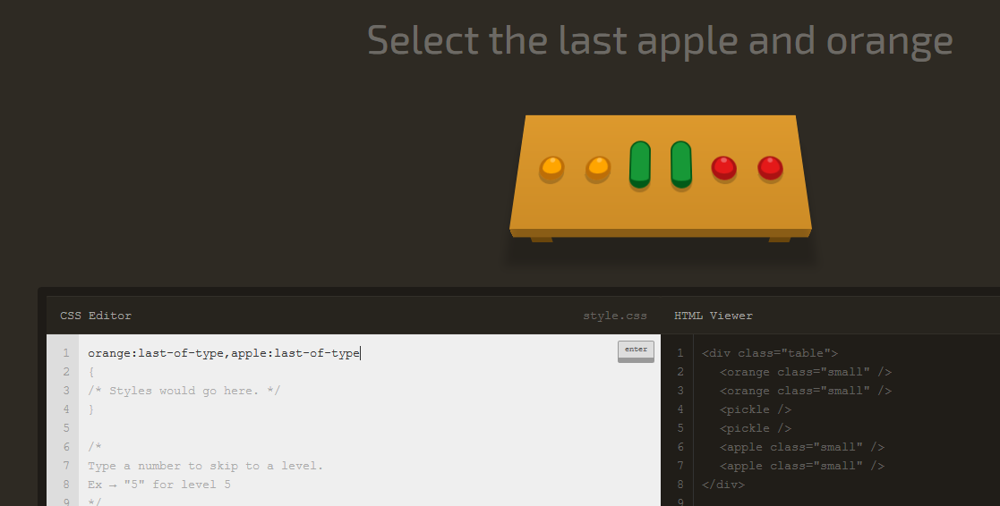 Select the last apple and orange
CSS Editor
style.css
HTML Viewer
enter
1 orange:last-of-type,apple:last-of-type
2 {
3 /* Styles would go here. */
4 }
5
6 /*
7 Type a number to skip to a level.
8 Ex → "5" for level 5
9 */
1 <div class="table">
2 <orange class="small" />
3 <orange class="small" />
4 <pickle />
5 <pickle />
6 <apple class="small" />
7 <apple class="small" />
8 </div>
9